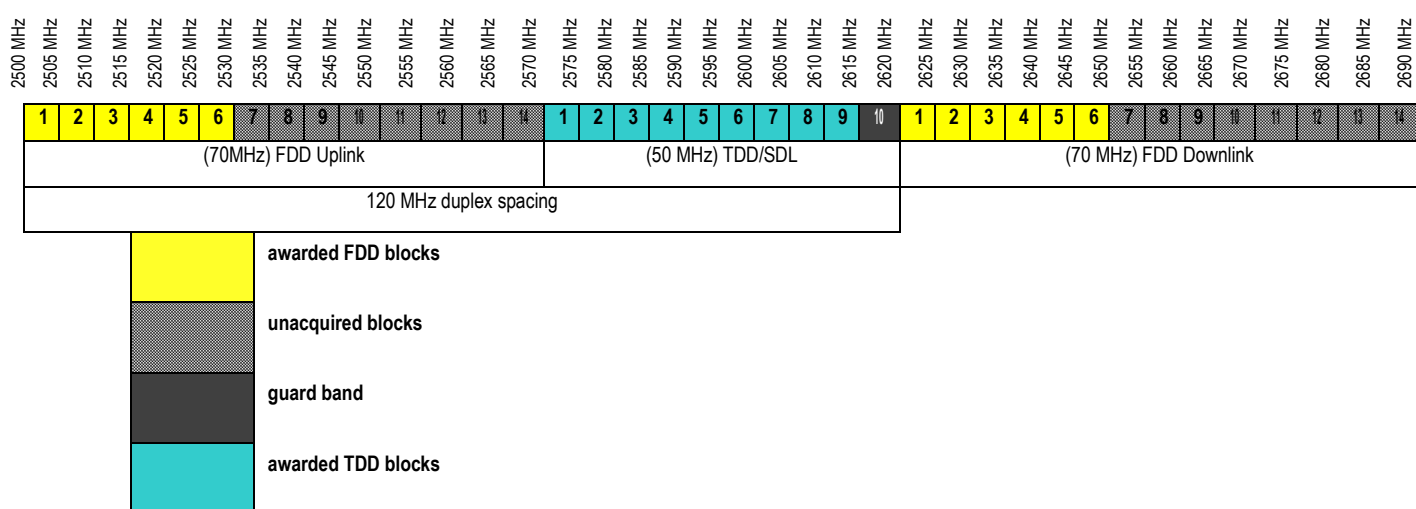 2500 MHz 2505 MHz 2510 MHz 2515 MHz 2520 MHz 2525 MHz 2530 MHz 2535 MHz 2540 MHz 2545 MHz 2550 MHz 2555 MHz 2560 MHz 2565 MHz 2570 MHz 2575 MHz 2580 MHz 2585 MHz 2590 MHz 2595 MHz 2600 MHz 2605 MHz 2610 MHz 2615 MHz 2620 MHz 2625 MHz 2630 MHz 2635 MHz 2640 MHz 2645 MHz 2650 MHz 2655 MHz 2660 MHz 2665 MHz 2670 MHz 2675 MHz 2680 MHz 2685 MHz 2690 MHz
1 2 3 4 5 6 7 8 9 10 11 12 13 14 1 2 3 4 5 6 7 8 9 10 1 2 3 4 5 6 7 8 9 10 11 12 13 14
(70MHz) FDD Uplink (50 MHz) TDD/SDL (70 MHz) FDD Downlink
120 MHz duplex spacing
awarded FDD blocks
unacquired blocks
guard band
awarded TDD blocks